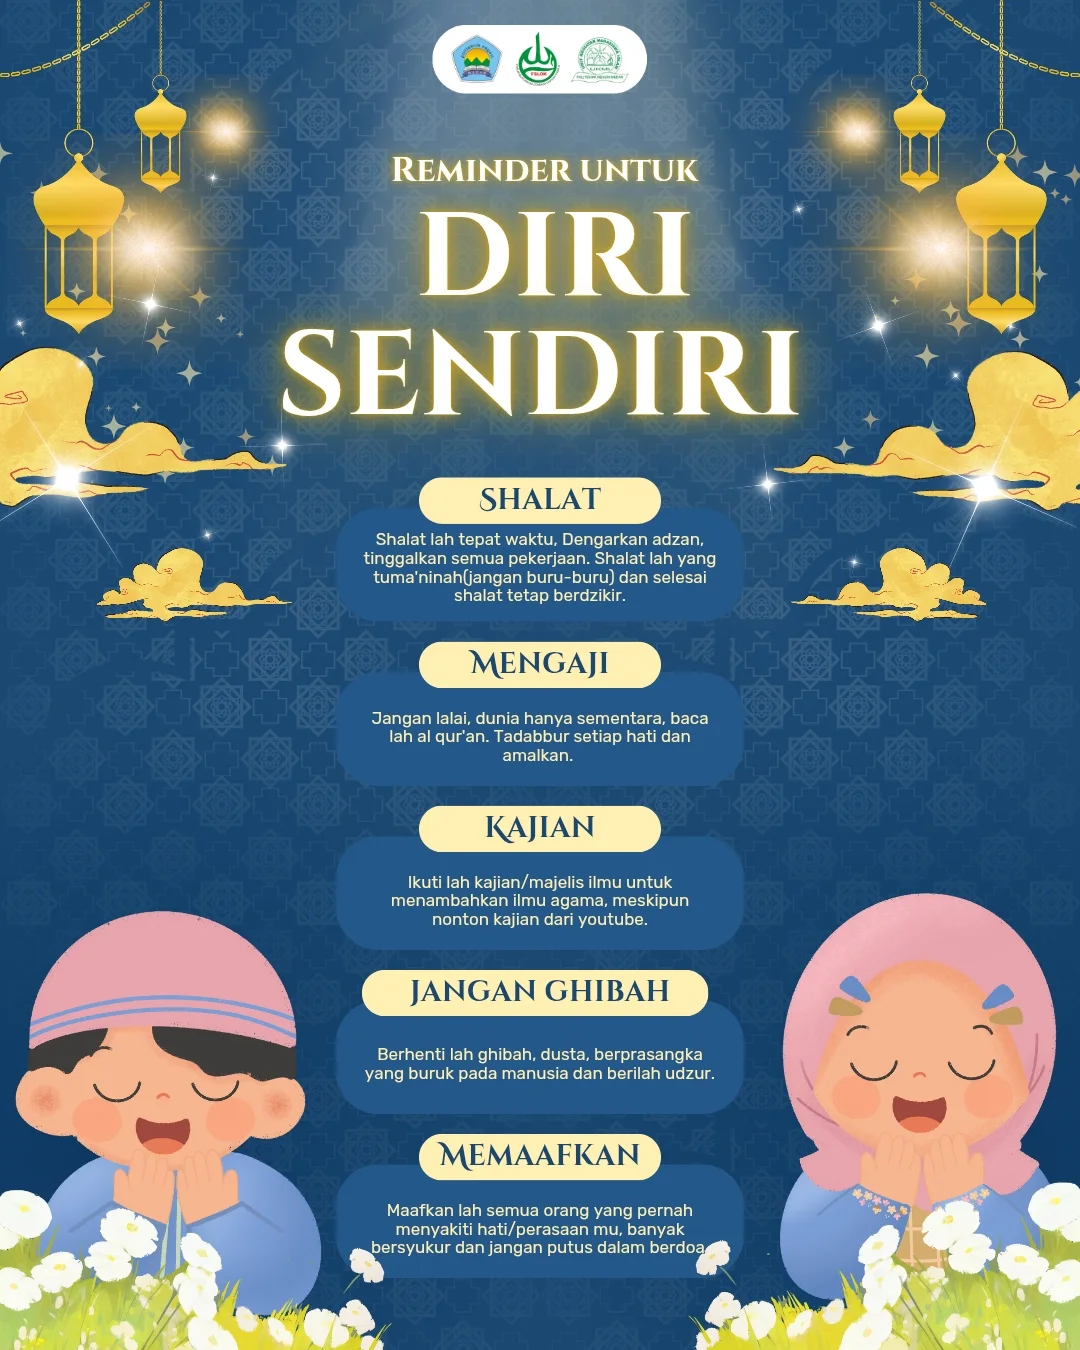 REMINDER UNTUK
DIRI
SENDIRI
SHALAT
Shalat lah tepat waktu, Dengarkan adzan,
tinggalkan semua pekerjaan. Shalat lah yang
tuma'ninah(jangan buru-buru) dan selesai
shalat tetap berdzikir.
MENGAJI
Jangan lalai, dunia hanya sementara, baca
lah al qur'an. Tadabbur setiap hati dan
amalkan.
KAJIAN
Ikuti lah kajian/majelis ilmu untuk
menambahkan ilmu agama, meskipun
nonton kajian dari youtube.
JANGAN GHIBAH
Berhenti lah ghibah, dusta, berprasangka
yang buruk pada manusia dan berilah udzur.
MEMAAFKAN
Maafkan lah semua orang yang pernah
menyakiti hati/perasaan mu, banyak
bersyukur dan jangan putus dalam berdoa